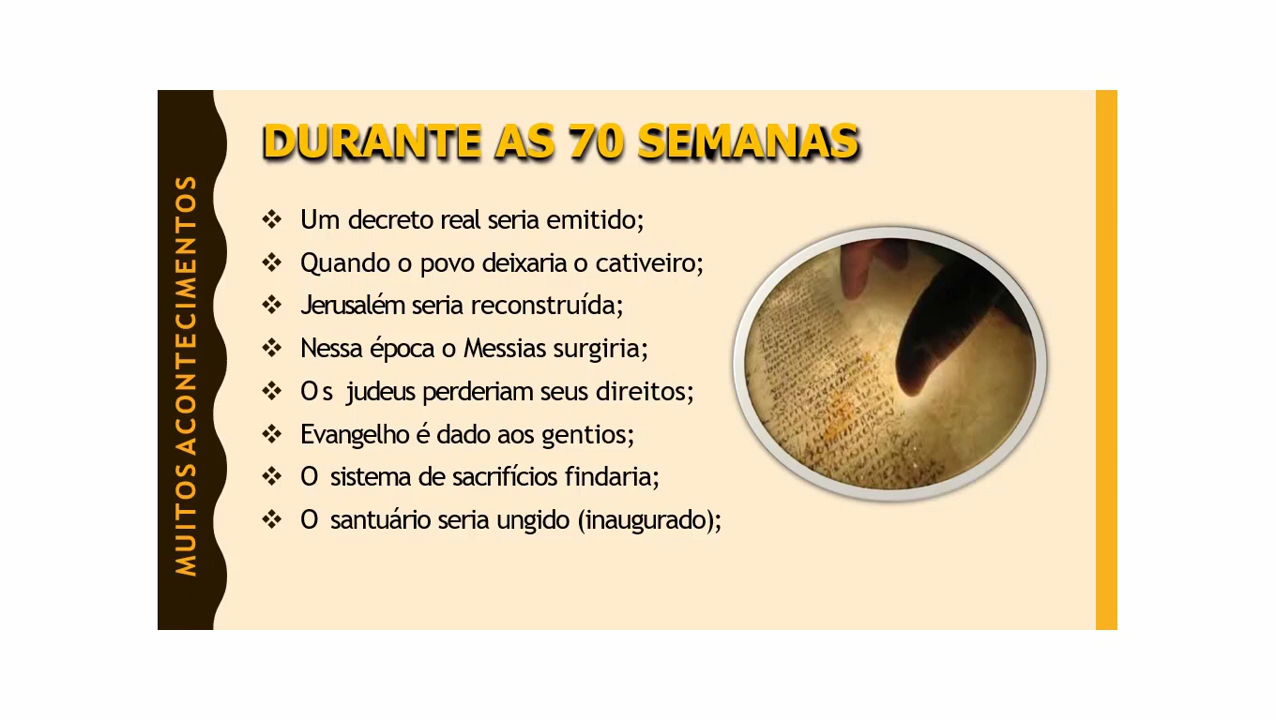 MUITOS ACONTECIMENTOS
DURANTE AS 70 SEMANAS
❖ Um decreto real seria emitido;
❖ Quando o povo deixaria o cativeiro;
❖ Jerusalém seria reconstruída;
❖ Nessa época o Messias surgiria;
❖ Os judeus perderiam seus direitos;
❖ Evangelho é dado aos gentios;
❖ O sistema de sacrifícios findaria;
❖ O santuário seria ungido (inaugurado);